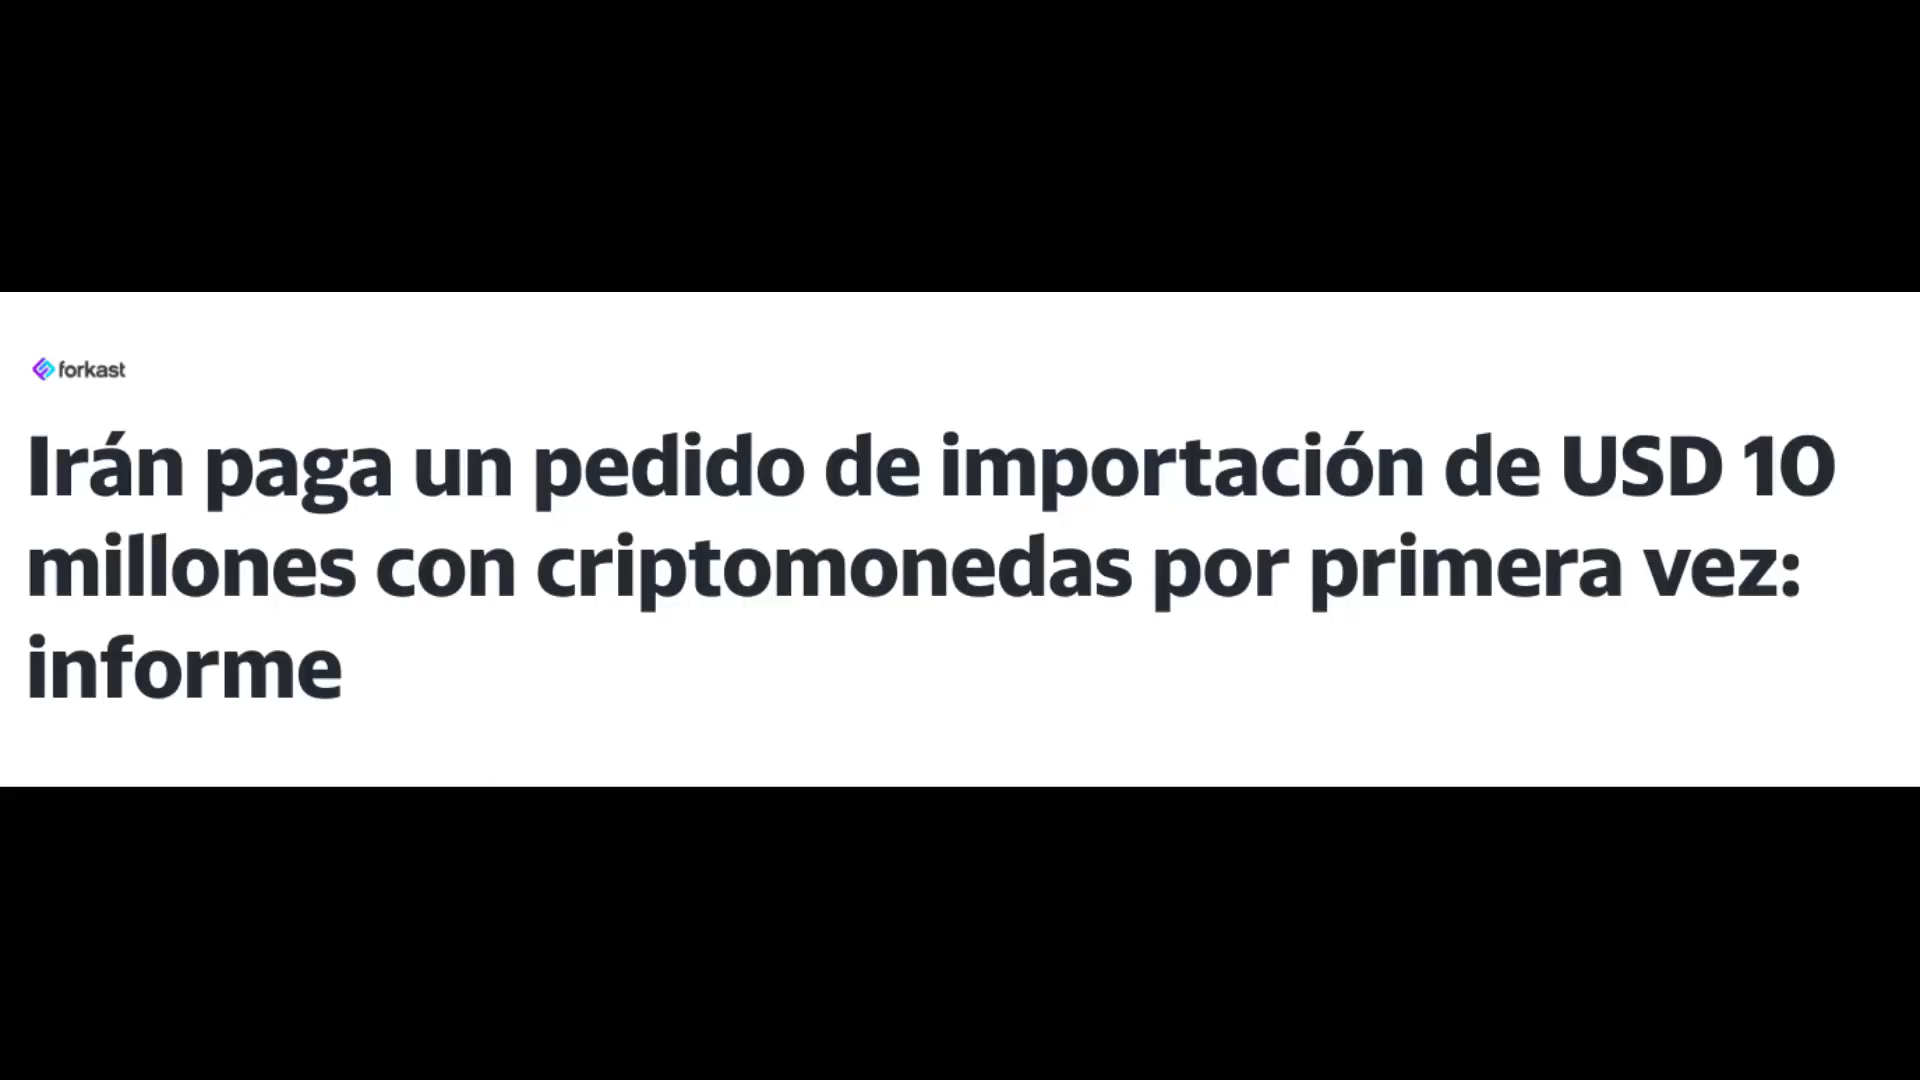 forkast
Irán paga un pedido de importación de USD 10
millones con criptomonedas por primera vez:
informe